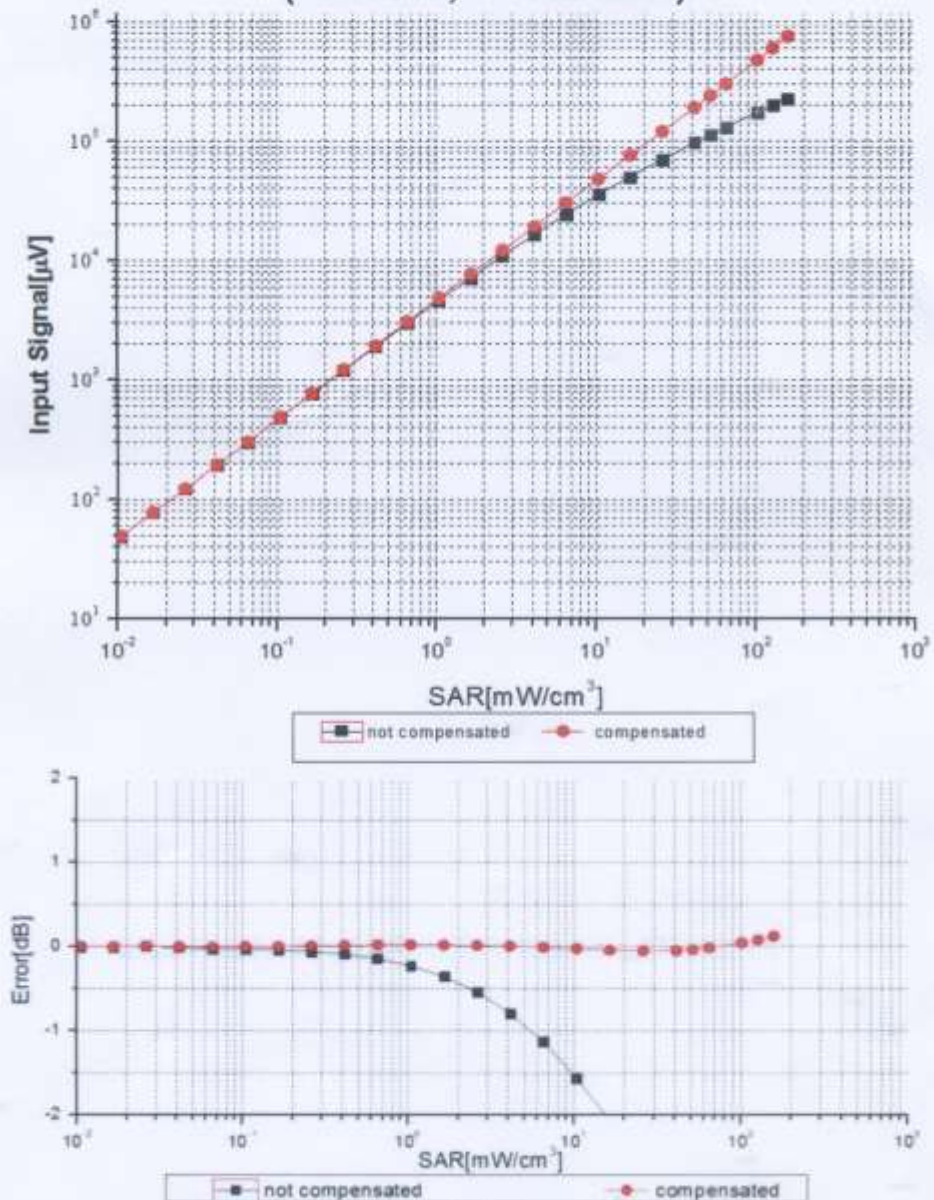 10⁶
10⁵
10⁴
10³
10²
10¹
Input Signal[µV]
10⁻² 10⁻¹ 10⁰ 10¹ 10² 10³
SAR[mW/cm³]
not compensated compensated
2
1
0
-1
-2
Error[dB]
SAR[mW/cm³]
not compensated compensated